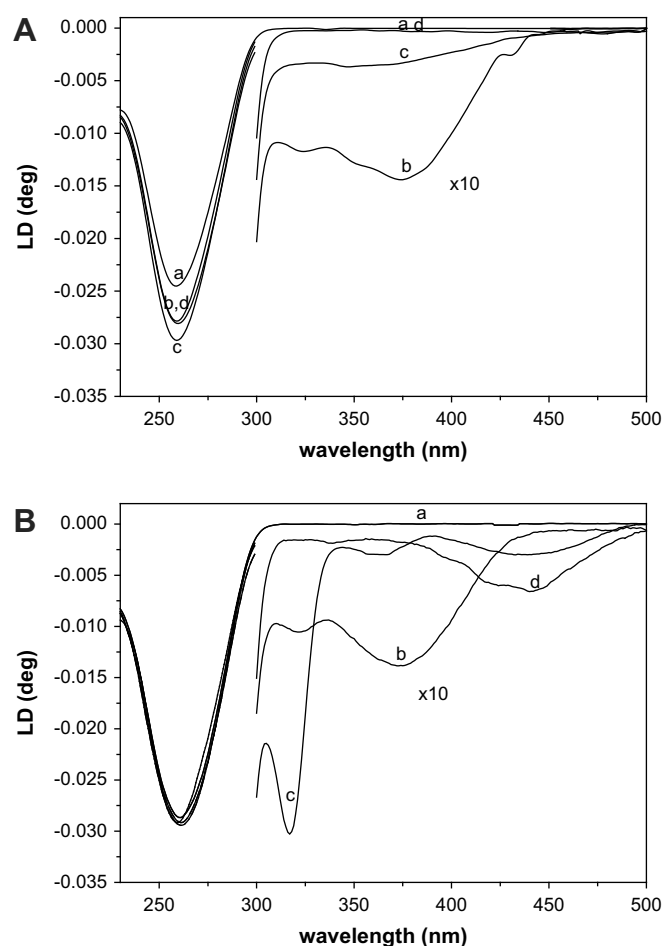 A
0.000
-0.005
-0.010
-0.015
-0.020
-0.025
-0.030
-0.035
LD (deg)
a d
c
b
x10
a
b,d
c
250 300 350 400 450 500
wavelength (nm)
B
0.000
-0.005
-0.010
-0.015
-0.020
-0.025
-0.030
-0.035
LD (deg)
a
d
b
x10
c
250 300 350 400 450 500
wavelength (nm)